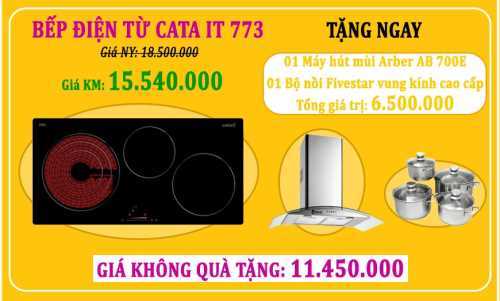 BẾP ĐIỆN TỪ CATA IT 773
Giá NY: 18.500.000
Giá KM: 15.540.000
TẶNG NGAY
01 Máy hút mùi Arber AB 700E
01 Bộ nồi Fivestar vung kính cao cấp
Tổng giá trị: 6.500.000
GIÁ KHÔNG QUÀ TẶNG: 11.450.000